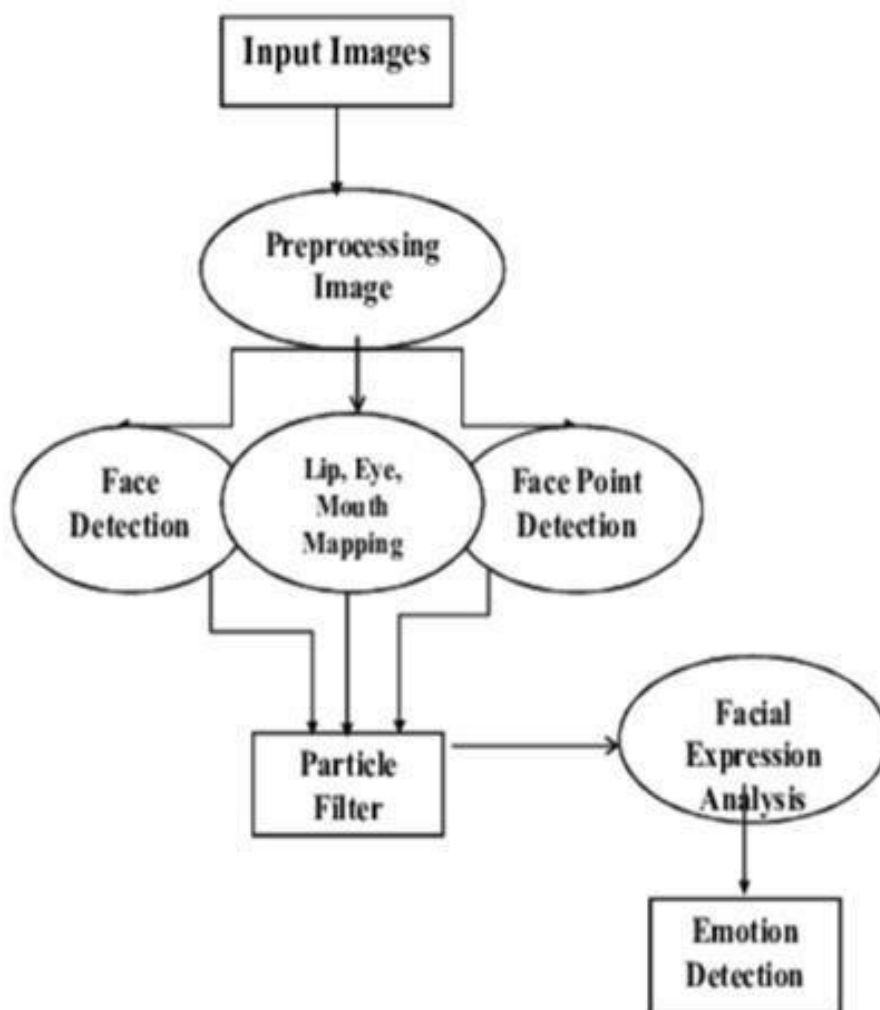 Input Images
Preprocessing
Image
Face
Detection
Lip, Eye,
Mouth
Mapping
Face Point
Detection
Particle
Filter
Facial
Expression
Analysis
Emotion
Detection